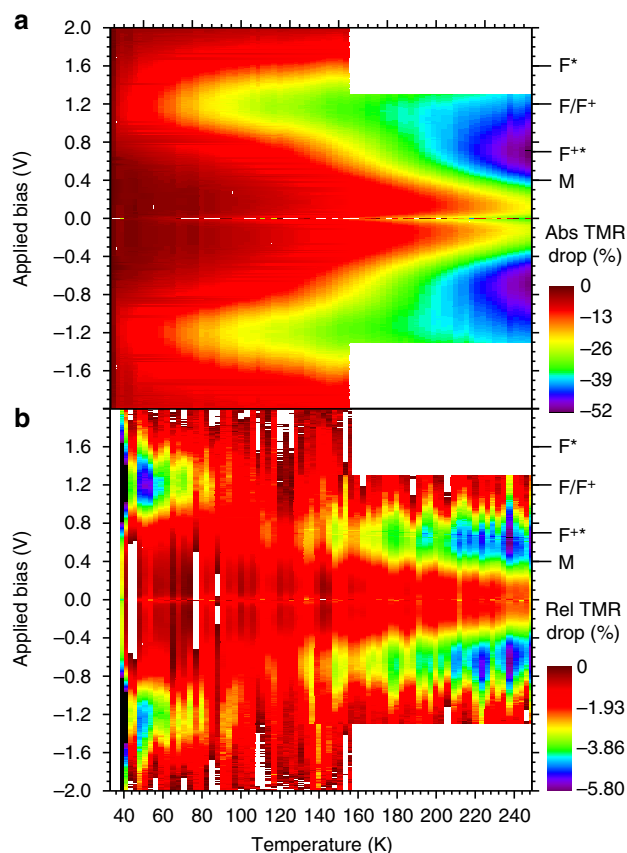 a
2.0
1.6
1.2
0.8
0.4
0.0
–0.4
–0.8
–1.2
–1.6
Applied bias (V)
F*
F/F+
F+*
M
Abs TMR
drop (%)
0
–13
–26
–39
–52
b
1.6
1.2
0.8
0.4
0.0
–0.4
–0.8
–1.2
–1.6
–2.0
Applied bias (V)
F*
F/F+
F+*
M
Rel TMR
drop (%)
0
–1.93
–3.86
–5.80
40 60 80 100 120 140 160 180 200 220 240
Temperature (K)